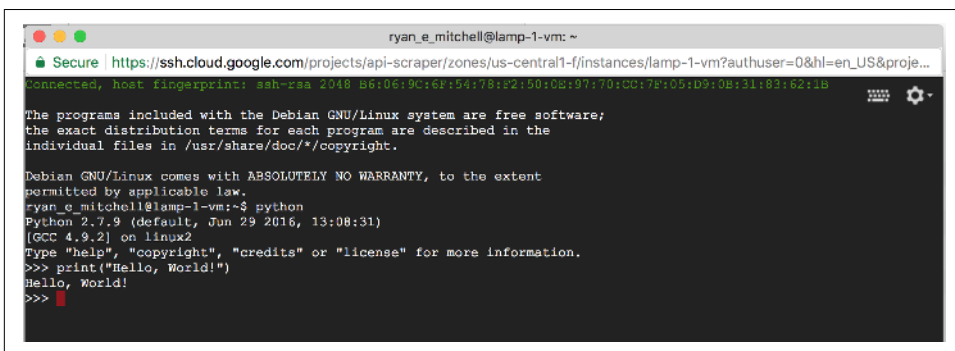 ryan_e_mitchell@lamp-1-vm: ~
Secure | https://ssh.cloud.google.com/projects/api-scraper/zones/us-central1-f/instances/lamp-1-vm?authuser=0&hl=en_US&proje...
Connected, host fingerprint: ssh-rsa 2048 B6:06:9C:6F:54:78:F2:50:0E:97:70:CC:7F:05:D9:0B:31:83:62:1B
The programs included with the Debian GNU/Linux system are free software;
the exact distribution terms for each program are described in the
individual files in /usr/share/doc/*/copyright.
Debian GNU/Linux comes with ABSOLUTELY NO WARRANTY, to the extent
permitted by applicable law.
ryan_e_mitchell@lamp-1-vm:~$ python
Python 2.7.9 (default, Jun 29 2016, 13:08:31)
[GCC 4.9.2] on linux2
Type "help", "copyright", "credits" or "license" for more information.
>>> print("Hello, World!")
Hello, World!
>>>